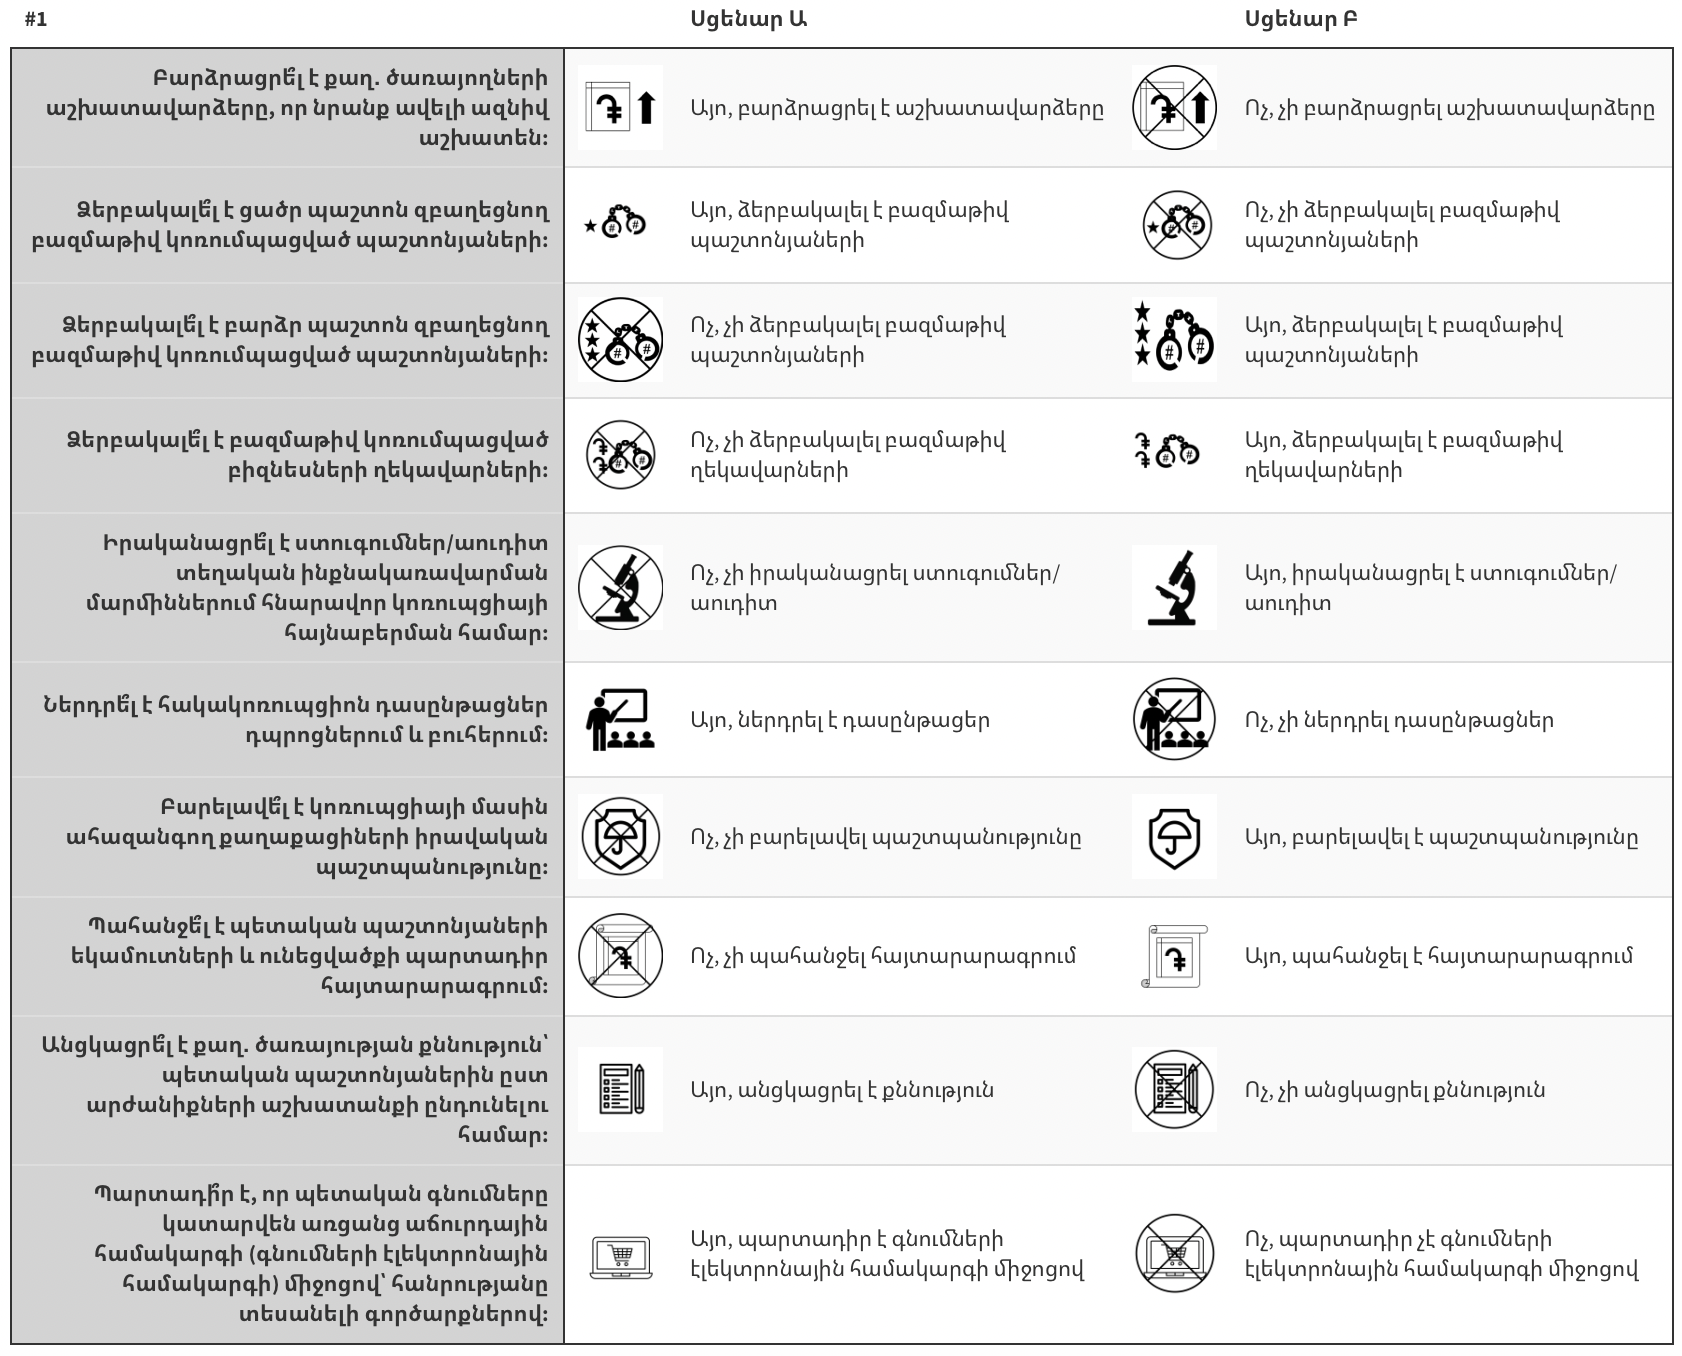 #1
Սցենար Ա
Սցենար Բ
Բարձրացրե՞լ է քաղ. ծառայողների
աշխատավարձերը, որ նրանք ավելի ազնիվ
աշխատեն:
Այո, բարձրացրել է աշխատավարձերը
Ոչ, չի բարձրացրել աշխատավարձերը
Ձերբակալե՞լ է ցածր պաշտոն զբաղեցնող
բազմաթիվ կոռումպացված պաշտոնյաների:
Այո, ձերբակալել է բազմաթիվ
պաշտոնյաների
Ոչ, չի ձերբակալել բազմաթիվ
պաշտոնյաների
Ձերբակալե՞լ է բարձր պաշտոն զբաղեցնող
բազմաթիվ կոռումպացված պաշտոնյաների:
Ոչ, չի ձերբակալել բազմաթիվ
պաշտոնյաների
Այո, ձերբակալել է բազմաթիվ
պաշտոնյաների
Ձերբակալե՞լ է բազմաթիվ կոռումպացված
բիզնեսների ղեկավարների:
Ոչ, չի ձերբակալել բազմաթիվ
ղեկավարների
Այո, ձերբակալել է բազմաթիվ
ղեկավարների
Իրականացրե՞լ է ստուգումներ/աուդիտ
տեղական ինքնակառավարման
մարմիններում հնարավոր կոռուպցիայի
հայնաբերման համար:
Ոչ, չի իրականացրել ստուգումներ/
աուդիտ
Այո, իրականացրել է ստուգումներ/
աուդիտ
Ներդրե՞լ է հակակոռուպցիոն դասընթացներ
դպրոցներում և բուհերում:
Այո, ներդրել է դասընթացեր
Ոչ, չի ներդրել դասընթացներ
Բարելավե՞լ է կոռուպցիայի մասին
ահազանգող քաղաքացիների իրավական
պաշտպանությունը:
Ոչ, չի բարելավել պաշտպանությունը
Այո, բարելավել է պաշտպանությունը
Պահանջե՞լ է պետական պաշտոնյաների
եկամուտների և ունեցվածքի պարտադիր
հայտարարագրում:
Ոչ, չի պահանջել հայտարարագրում
Այո, պահանջել է հայտարարագրում
Անցկացրե՞լ է քաղ. ծառայության քննություն՝
պետական պաշտոնյաներին ըստ
արժանիքների աշխատանքի ընդունելու
համար:
Այո, անցկացրել է քննություն
Ոչ, չի անցկացրել քննություն
Պարտադի՞ր է, որ պետական գնումները
կատարվեն առցանց աճուրդային
համակարգի (գնումների էլեկտրոնային
համակարգի) միջոցով՝ հանրությանը
տեսանելի գործարքներով:
Այո, պարտադիր է գնումների
էլեկտրոնային համակարգի միջոցով
Ոչ, պարտադիր չէ գնումների
էլեկտրոնային համակարգի միջոցով